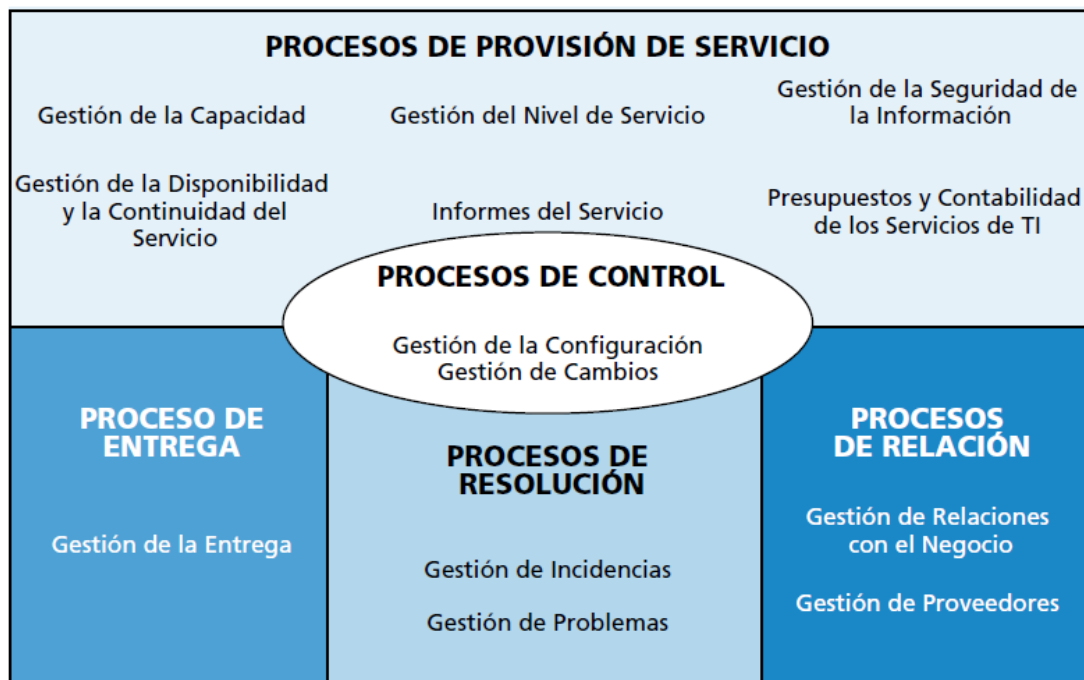 PROCESOS DE PROVISIÓN DE SERVICIO
Gestión de la Capacidad
Gestión del Nivel de Servicio
Gestión de la Seguridad de
la Información
Gestión de la Disponibilidad
y la Continuidad del
Servicio
Informes del Servicio
Presupuestos y Contabilidad
de los Servicios de TI
PROCESOS DE CONTROL
Gestión de la Configuración
Gestión de Cambios
PROCESO DE
ENTREGA
Gestión de la Entrega
PROCESOS DE
RESOLUCIÓN
Gestión de Incidencias
Gestión de Problemas
PROCESOS
DE RELACIÓN
Gestión de Relaciones
con el Negocio
Gestión de Proveedores